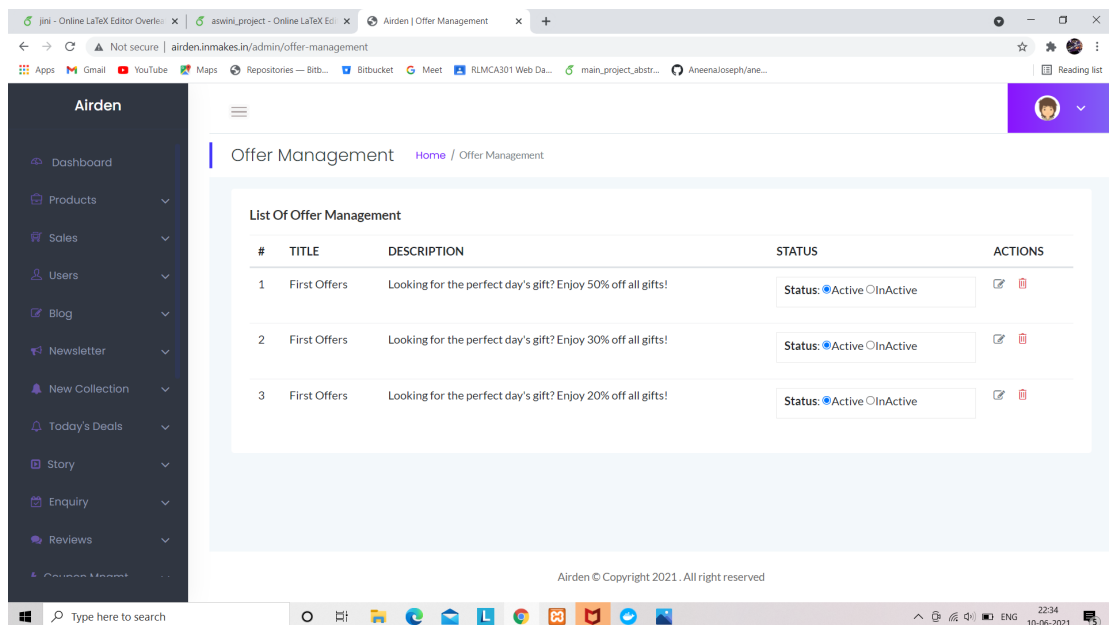 jini - Online LaTeX Editor Overlea
aswini_project - Online LaTeX Ed
Airden | Offer Management
Not secure | airden.inmakes.in/admin/offer-management
Apps Gmail YouTube Maps Repositories — Bitb... Bitbucket Meet RLMCA301 Web Da... main_project_abstr... AneenaJoseph/ane... Reading list
Airden
Offer Management Home / Offer Management
Dashboard
Products
Sales
Users
Blog
Newsletter
New Collection
Today's Deals
Story
Enquiry
Reviews
Coupon Mngmt
List Of Offer Management
# TITLE DESCRIPTION STATUS ACTIONS
1 First Offers Looking for the perfect day's gift? Enjoy 50% off all gifts! Status: Active InActive
2 First Offers Looking for the perfect day's gift? Enjoy 30% off all gifts! Status: Active InActive
3 First Offers Looking for the perfect day's gift? Enjoy 20% off all gifts! Status: Active InActive
Airden © Copyright 2021 . All right reserved
Type here to search
L
ENG
22:34
10-06-2021
5